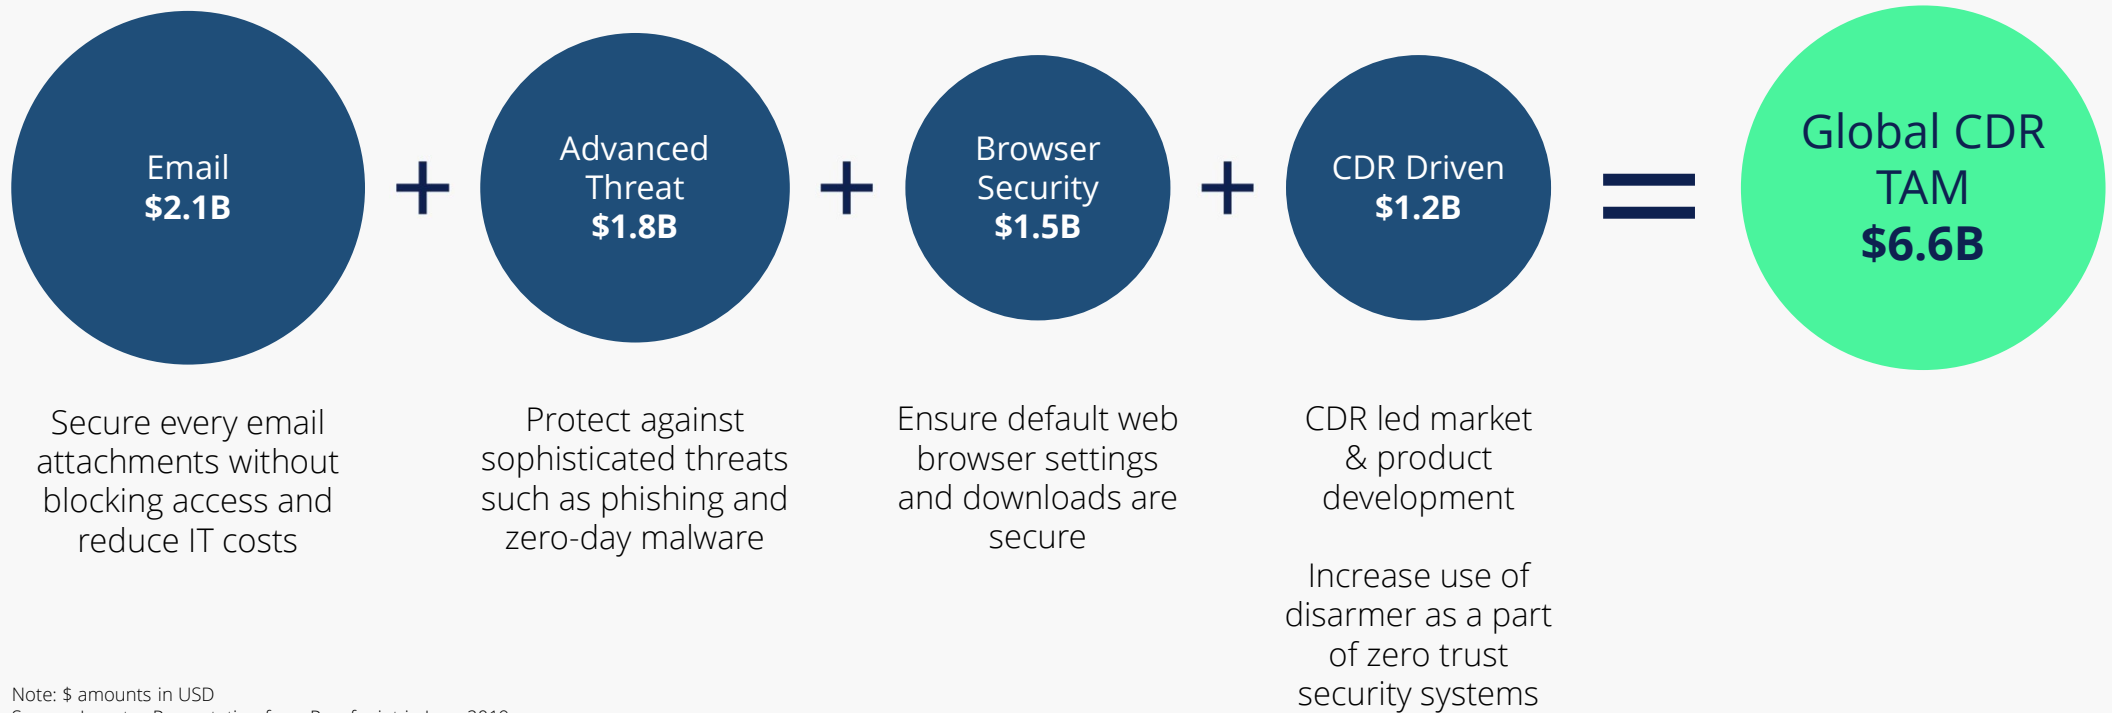 Email
$2.1B
+
Advanced
Threat
$1.8B
+
Browser
Security
$1.5B
+
CDR Driven
$1.2B
=
Global CDR
TAM
$6.6B
Secure every email
attachments without
blocking access and
reduce IT costs
Protect against
sophisticated threats
such as phishing and
zero-day malware
Ensure default web
browser settings
and downloads are
secure
CDR led market
& product
development
Increase use of
disarmer as a part
of zero trust
security systems
Note: $ amounts in USD